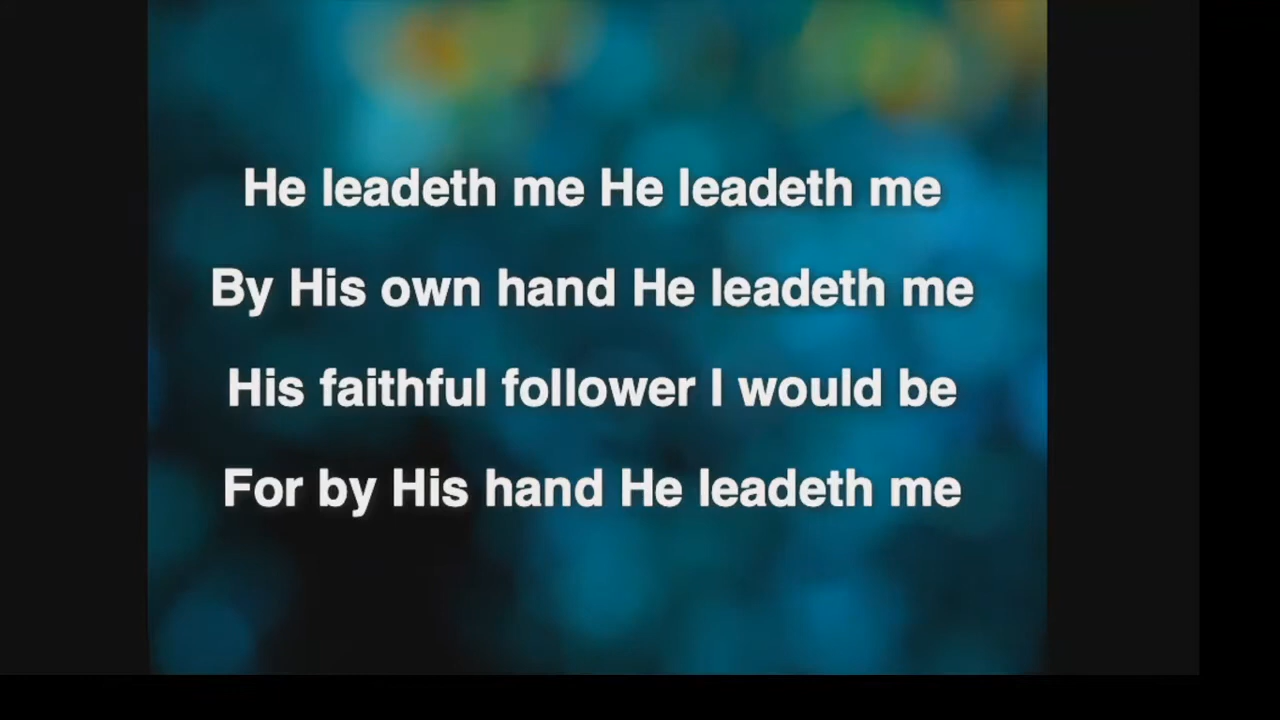 He leadeth me He leadeth me
By His own hand He leadeth me
His faithful follower I would be
For by His hand He leadeth me